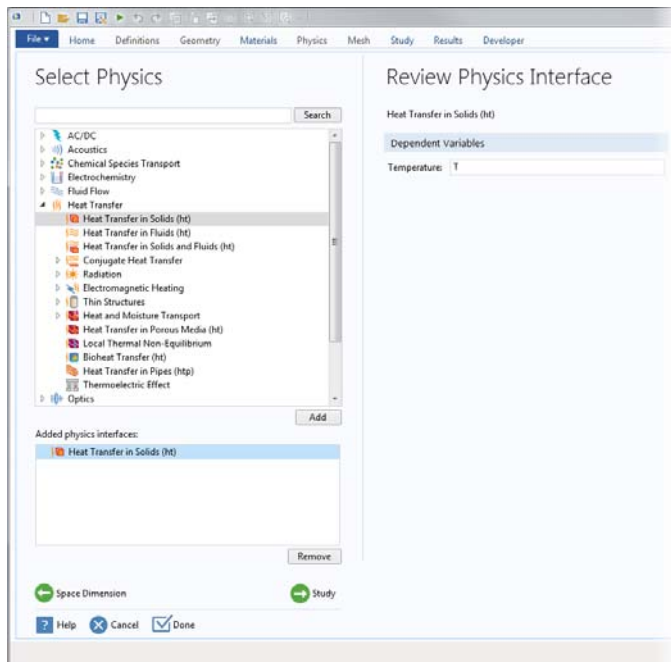 File Home Definitions Geometry Materials Physics Mesh Study Results Developer
Select Physics
Search
AC/DC
Acoustics
Chemical Species Transport
Electrochemistry
Fluid Flow
Heat Transfer
Heat Transfer in Solids (ht)
Heat Transfer in Fluids (ht)
Heat Transfer in Solids and Fluids (ht)
Conjugate Heat Transfer
Radiation
Electromagnetic Heating
Thin Structures
Heat and Moisture Transport
Heat Transfer in Porous Media (ht)
Local Thermal Non-Equilibrium
Bioheat Transfer (ht)
Heat Transfer in Pipes (htp)
Thermoelectric Effect
Optics
Add
Added physics interfaces:
Heat Transfer in Solids (ht)
Remove
Space Dimension
Study
? Help Cancel Done
Review Physics Interface
Heat Transfer in Solids (ht)
Dependent Variables
Temperature: T